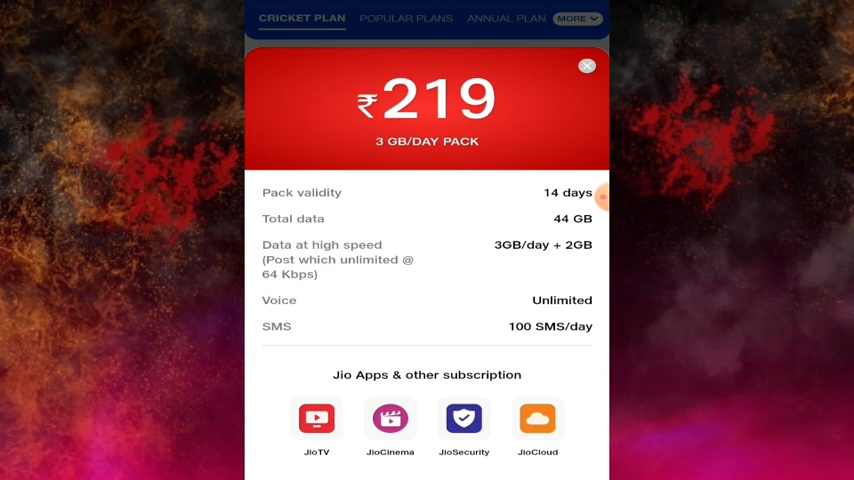 CRICKET PLAN POPULAR PLANS ANNUAL PLAN MORE
₹219
3 GB/DAY PACK
Pack validity 14 days
Total data 44 GB
Data at high speed 3GB/day + 2GB
(Post which unlimited @
64 Kbps)
Voice Unlimited
SMS 100 SMS/day
Jio Apps & other subscription
JioTV JioCinema JioSecurity JioCloud